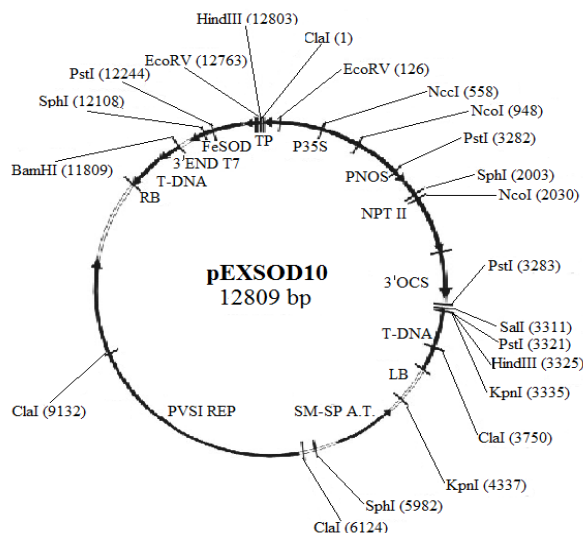 HindIII (12803)
ClaI (1)
EcoRV (12763)
EcoRV (126)
PstI (12244)
NccI (558)
SphI (12108)
NcoI (948)
FeSOD
TP
P35S
PstI (3282)
3'END T7
BamHI (11809)
T-DNA
PNOS
SphI (2003)
RB
NPT II
NcoI (2030)
pEXSOD10
12809 bp
PstI (3283)
3'OCS
SalI (3311)
T-DNA
PstI (3321)
HindIII (3325)
LB
KpnI (3335)
ClaI (9132)
PVSI REP
SM-SP A.T.
ClaI (3750)
KpnI (4337)
SphI (5982)
ClaI (6124)